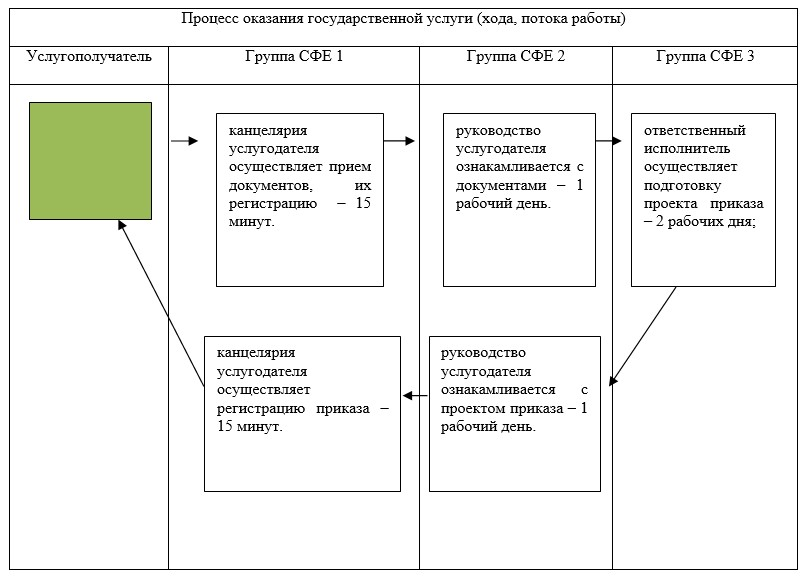 Процесс оказания государственной услуги (хода, потока работы)
Услугополучатель
Группа СФЕ 1
Группа СФЕ 2
Группа СФЕ 3
канцелярия
услугодателя
осуществляет прием
документов, их
регистрацию – 15
минут.
руководство
услугодателя
ознакамливается с
документами – 1
рабочий день.
ответственный
исполнитель
осуществляет
подготовку
проекта приказа
– 2 рабочих дня;
канцелярия
услугодателя
осуществляет
регистрацию приказа –
15 минут.
руководство
услугодателя
ознакамливается с
проектом приказа – 1
рабочий день.